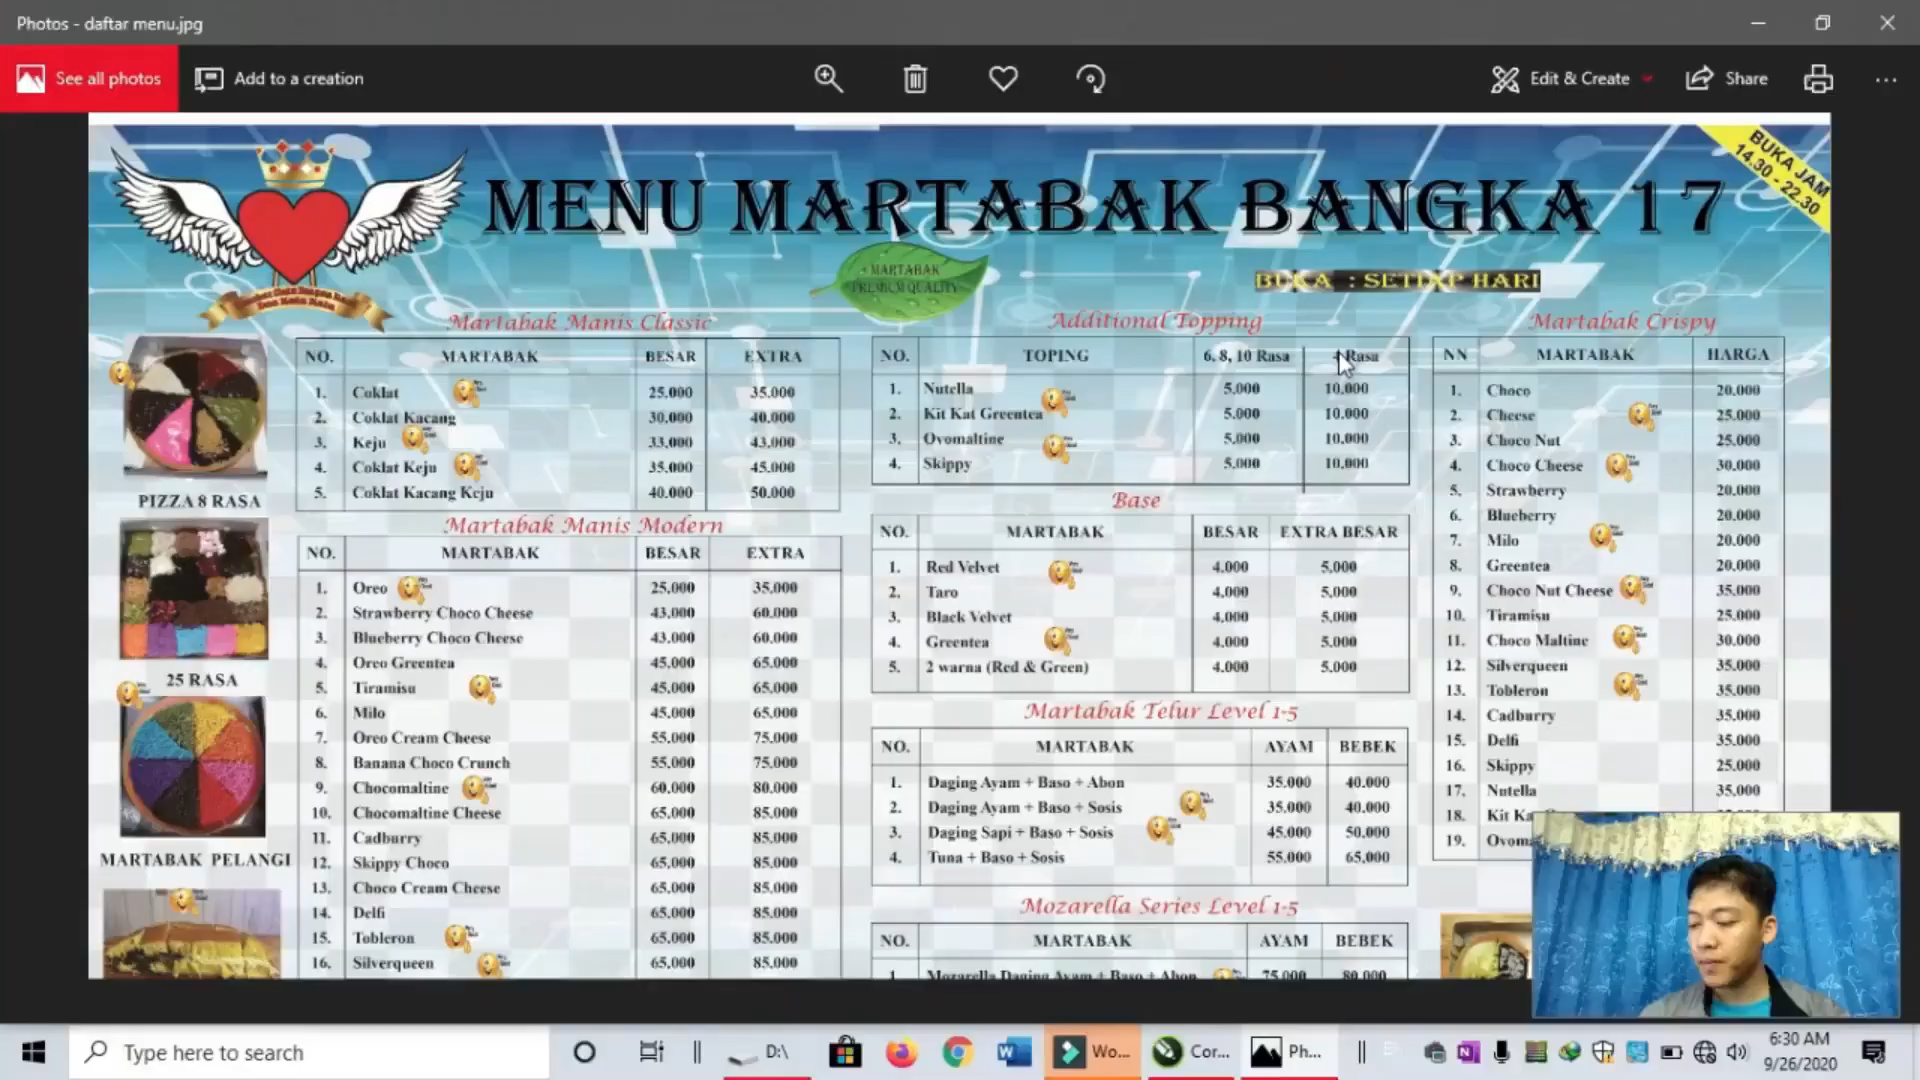 Photos - daftar menu.jpg
See all photos
Add to a creation
Edit & Create
Share
BUKA JAM
14.30 - 22.30
MENU MARTABAK BANGKA 17
MARTABAK
PREMIUM QUALITY
BUKA : SETIAP HARI
Martabak Manis Classic
NO. MARTABAK BESAR EXTRA
1. Coklat 25.000 35.000
2. Coklat Kacang 30.000 40.000
3. Keju 33.000 43.000
4. Coklat Keju 35.000 45.000
5. Coklat Kacang Keju 40.000 50.000
Martabak Manis Modern
NO. MARTABAK BESAR EXTRA
1. Oreo 25.000 35.000
2. Strawberry Choco Cheese 43.000 60.000
3. Blueberry Choco Cheese 43.000 60.000
4. Oreo Greentea 45.000 65.000
5. Tiramisu 45.000 65.000
6. Milo 45.000 65.000
7. Oreo Cream Cheese 55.000 75.000
8. Banana Choco Crunch 55.000 75.000
9. Chocomaltine 60.000 80.000
10. Chocomaltine Cheese 65.000 85.000
11. Cadburry 65.000 85.000
12. Skippy Choco 65.000 85.000
13. Choco Cream Cheese 65.000 85.000
14. Delfi 65.000 85.000
15. Tobleron 65.000 85.000
16. Silverqueen 65.000 85.000
PIZZA 8 RASA
25 RASA
MARTABAK PELANGI
Additional Topping
NO. TOPING 6, 8, 10 Rasa Rasa
1. Nutella 5.000 10.000
2. Kit Kat Greentea 5.000 10.000
3. Ovomaltine 5.000 10.000
4. Skippy 5.000 10.000
Base
NO. MARTABAK BESAR EXTRA BESAR
1. Red Velvet 4.000 5.000
2. Taro 4.000 5.000
3. Black Velvet 4.000 5.000
4. Greentea 4.000 5.000
5. 2 warna (Red & Green) 4.000 5.000
Martabak Telur Level 1-5
NO. MARTABAK AYAM BEBEK
1. Daging Ayam + Baso + Abon 35.000 40.000
2. Daging Ayam + Baso + Sosis 35.000 40.000
3. Daging Sapi + Baso + Sosis 45.000 50.000
4. Tuna + Baso + Sosis 55.000 65.000
Mozarella Series Level 1-5
NO. MARTABAK AYAM BEBEK
1. Mozarella Daging Ayam + Baso + Abon 75.000 80.000
Martabak Crispy
NN MARTABAK HARGA
1. Choco 20.000
2. Cheese 25.000
3. Choco Nut 25.000
4. Choco Cheese 30.000
5. Strawberry 20.000
6. Blueberry 20.000
7. Milo 20.000
8. Greentea 20.000
9. Choco Nut Cheese 35.000
10. Tiramisu 25.000
11. Choco Maltine 30.000
12. Silverqueen 35.000
13. Tobleron 35.000
14. Cadburry 35.000
15. Delfi 35.000
16. Skippy 25.000
17. Nutella 35.000
18. Kit Ka
19. Ovom
Type here to search
D:\
Wo...
Cor...
Ph...
6:30 AM
9/26/2020